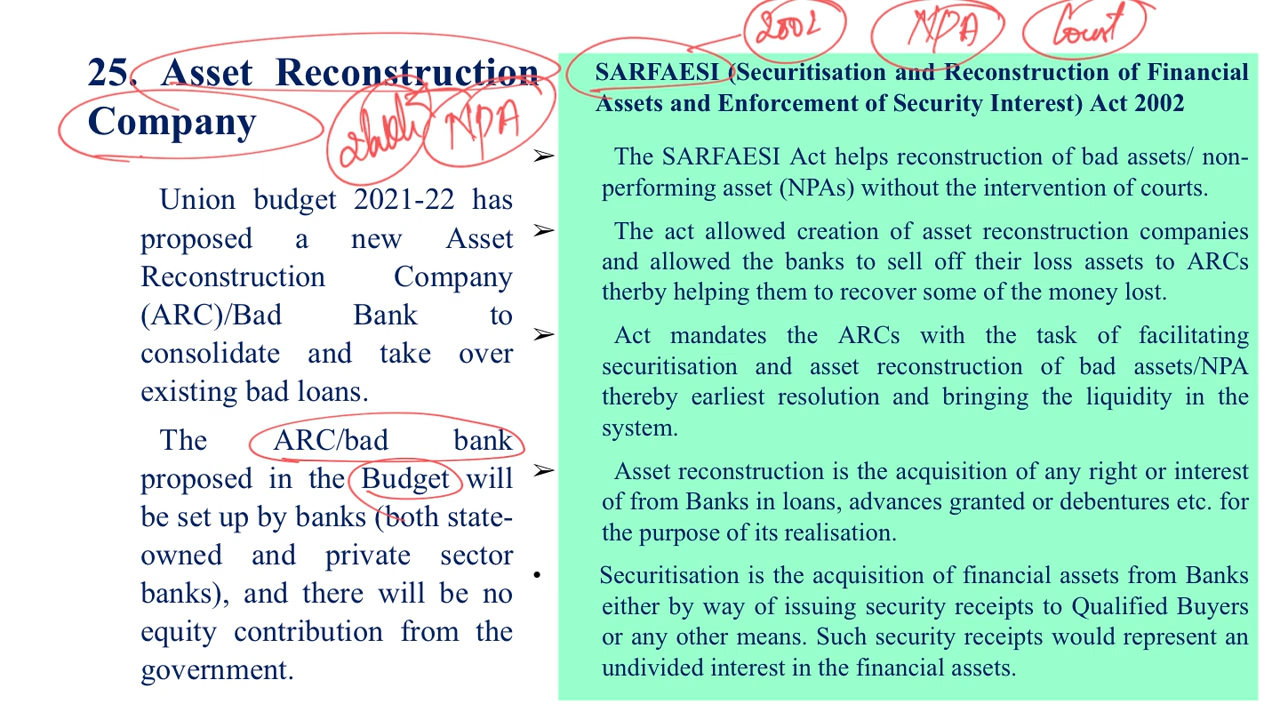 2002 NPA Court
25. Asset Reconstruction
Company
NPA
Union budget 2021-22 has
proposed a new Asset
Reconstruction Company
(ARC)/Bad Bank to
consolidate and take over
existing bad loans.
The ARC/bad bank
proposed in the Budget will
be set up by banks (both state-
owned and private sector
banks), and there will be no
equity contribution from the
government.
SARFAESI (Securitisation and Reconstruction of Financial
Assets and Enforcement of Security Interest) Act 2002
➢ The SARFAESI Act helps reconstruction of bad assets/ non-
performing asset (NPAs) without the intervention of courts.
➢ The act allowed creation of asset reconstruction companies
and allowed the banks to sell off their loss assets to ARCs
therby helping them to recover some of the money lost.
➢ Act mandates the ARCs with the task of facilitating
securitisation and asset reconstruction of bad assets/NPA
thereby earliest resolution and bringing the liquidity in the
system.
➢ Asset reconstruction is the acquisition of any right or interest
of from Banks in loans, advances granted or debentures etc. for
the purpose of its realisation.
• Securitisation is the acquisition of financial assets from Banks
either by way of issuing security receipts to Qualified Buyers
or any other means. Such security receipts would represent an
undivided interest in the financial assets.